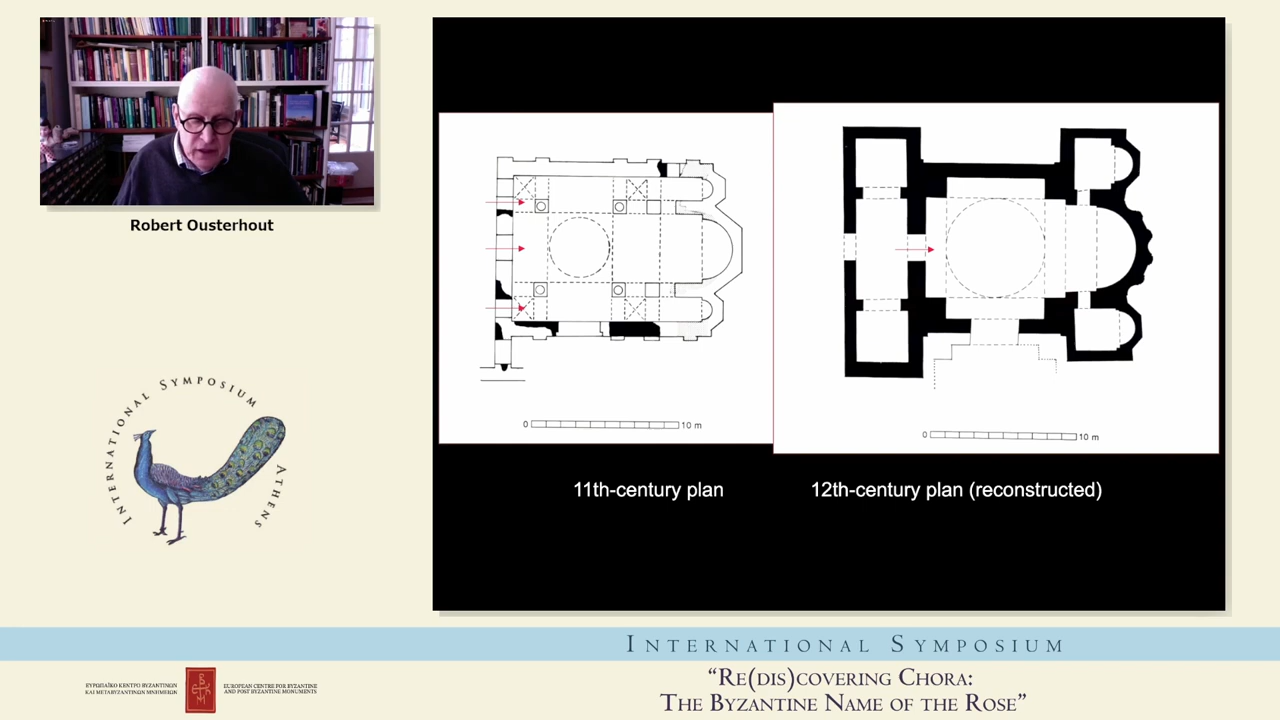 Robert Ousterhout
0
10 m
0
10 m
11th-century plan
12th-century plan (reconstructed)
International Symposium Athens
International Symposium
ΕΥΡΩΠΑΪΚΟ ΚΕΝΤΡΟ ΒΥΖΑΝΤΙΝΩΝ
ΚΑΙ ΜΕΤΑΒΥΖΑΝΤΙΝΩΝ ΜΝΗΜΕΙΩΝ
EUROPEAN CENTRE FOR BYZANTINE
AND POST BYZANTINE MONUMENTS
“Re(dis)covering Chora:
The Byzantine Name of the Rose”